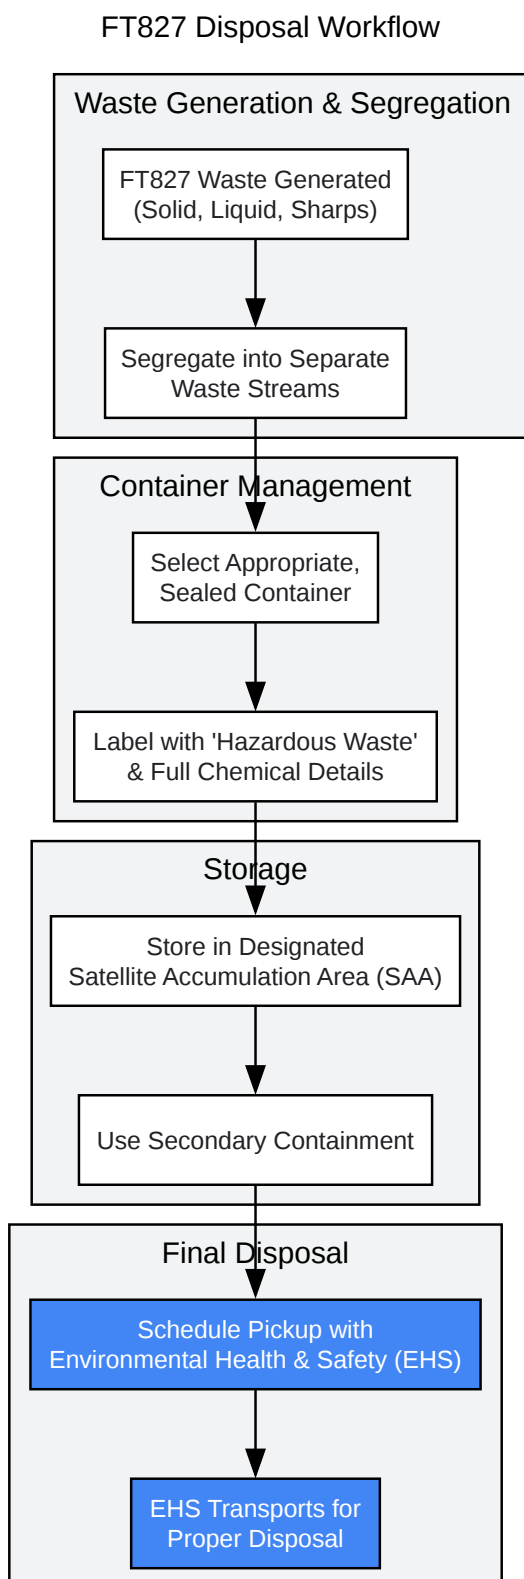 FT827 Disposal Workflow
Waste Generation & Segregation
FT827 Waste Generated
(Solid, Liquid, Sharps)
Segregate into Separate
Waste Streams
Container Management
Select Appropriate,
Sealed Container
Label with 'Hazardous Waste'
& Full Chemical Details
Storage
Store in Designated
Satellite Accumulation Area (SAA)
Use Secondary Containment
Final Disposal
Schedule Pickup with
Environmental Health & Safety (EHS)
EHS Transports for
Proper Disposal